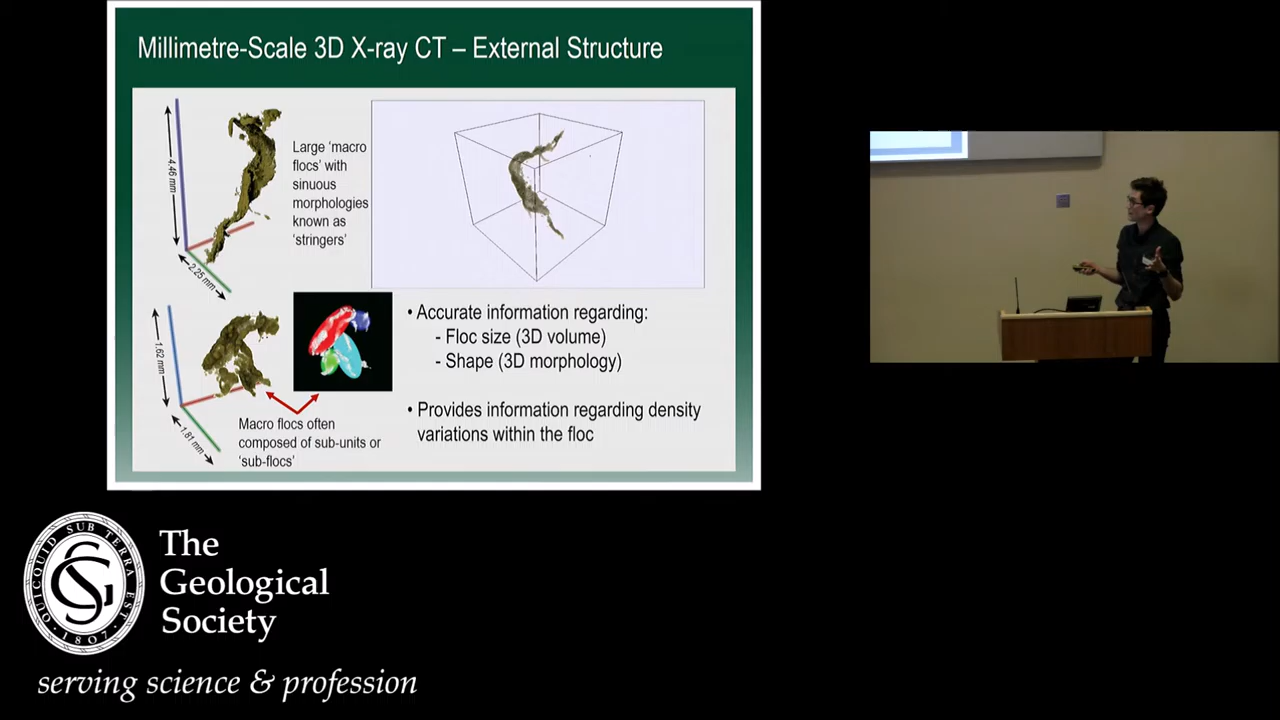 Millimetre-Scale 3D X-ray CT – External Structure
4.46 mm
2.25 mm
Large 'macro
flocs' with
sinuous
morphologies
known as
'stringers'
1.62 mm
1.81 mm
Macro flocs often
composed of sub-units or
'sub-flocs'
• Accurate information regarding:
- Floc size (3D volume)
- Shape (3D morphology)
• Provides information regarding density
variations within the floc
QUICQUID SUB TERRA EST
1807
The
Geological
Society
serving science & profession